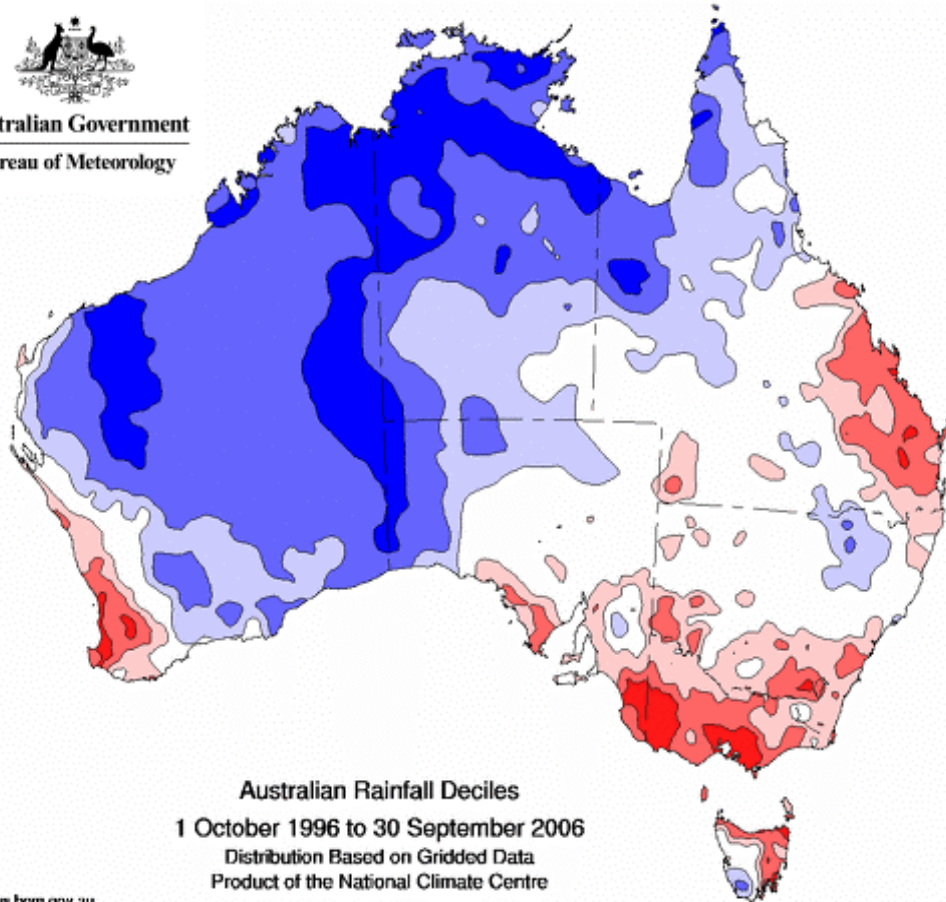 tralian Government
reau of Meteorology
Australian Rainfall Deciles
1 October 1996 to 30 September 2006
Distribution Based on Gridded Data
Product of the National Climate Centre